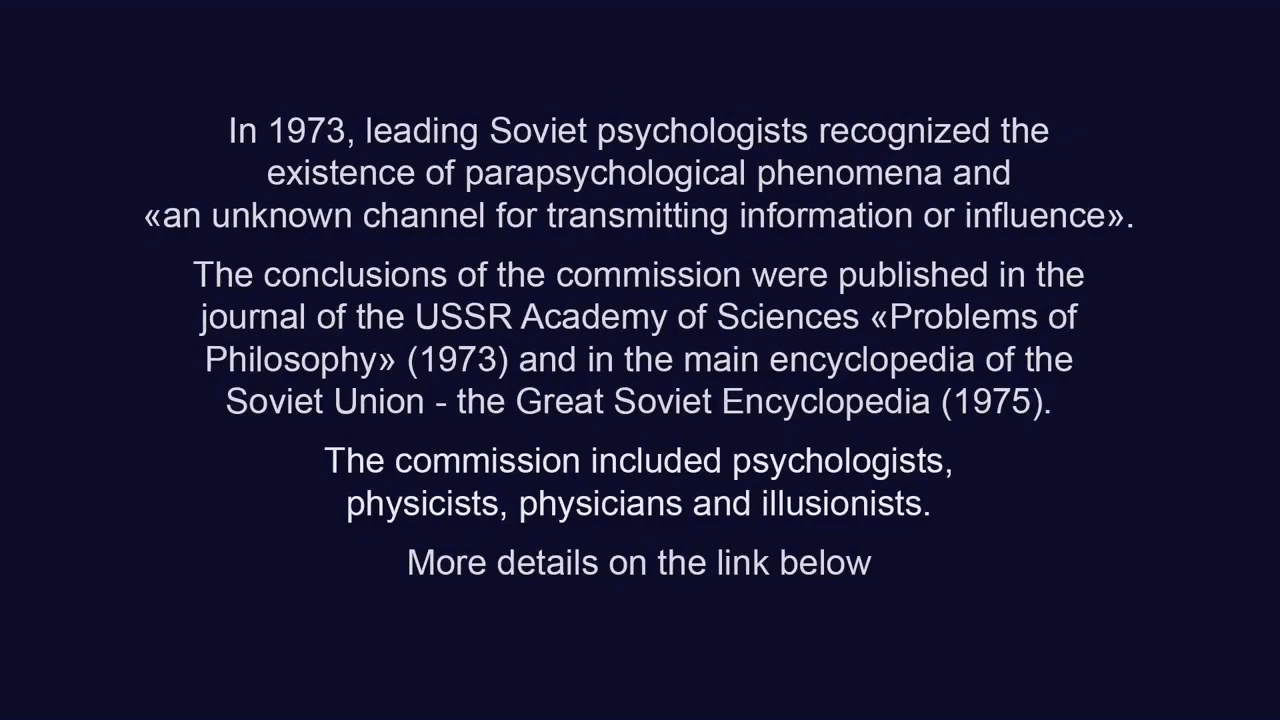 In 1973, leading Soviet psychologists recognized the
existence of parapsychological phenomena and
«an unknown channel for transmitting information or influence».
The conclusions of the commission were published in the
journal of the USSR Academy of Sciences «Problems of
Philosophy» (1973) and in the main encyclopedia of the
Soviet Union - the Great Soviet Encyclopedia (1975).
The commission included psychologists,
physicists, physicians and illusionists.
More details on the link below